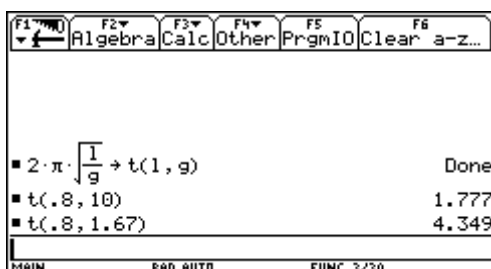 F1 F2 F3 F4 F5 F6
Algebra Calc Other PrgmIO Clear a-z…
2·π·√(l/g) → t(l, g) Done
t(.8, 10) 1.777
t(.8, 1.67) 4.349
MAIN RAD AUTO FUNC 3/30